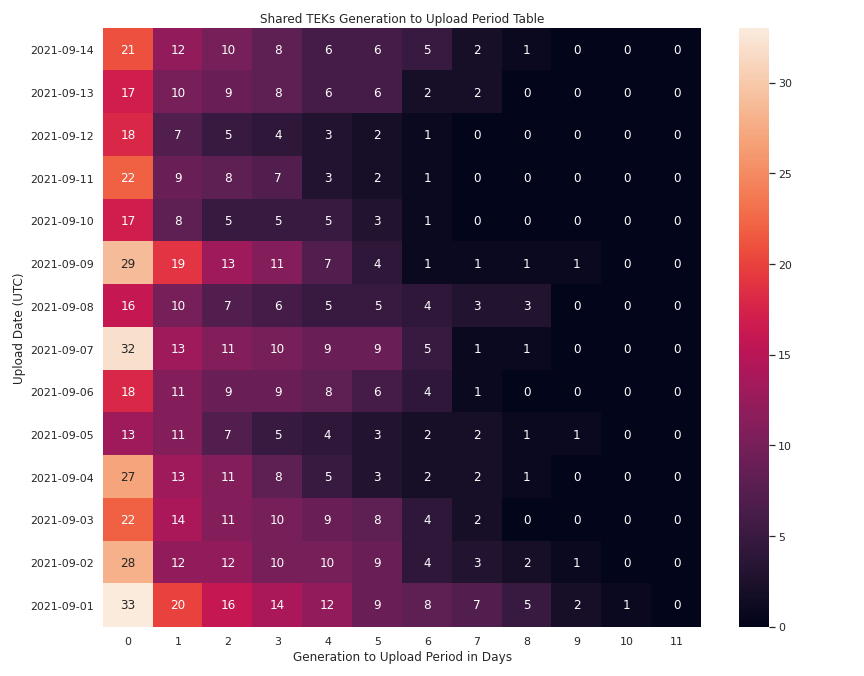 Shared TEKs Generation to Upload Period Table
2021-09-14 21 12 10 8 6 6 5 2 1 0 0 0
2021-09-13 17 10 9 8 6 6 2 2 0 0 0 0
2021-09-12 18 7 5 4 3 2 1 0 0 0 0 0
2021-09-11 22 9 8 7 3 2 1 0 0 0 0 0
2021-09-10 17 8 5 5 5 3 1 0 0 0 0 0
2021-09-09 29 19 13 11 7 4 1 1 1 1 0 0
2021-09-08 16 10 7 6 5 5 4 3 3 0 0 0
2021-09-07 32 13 11 10 9 9 5 1 1 0 0 0
2021-09-06 18 11 9 9 8 6 4 1 0 0 0 0
2021-09-05 13 11 7 5 4 3 2 2 1 1 0 0
2021-09-04 27 13 11 8 5 3 2 2 1 0 0 0
2021-09-03 22 14 11 10 9 8 4 2 0 0 0 0
2021-09-02 28 12 12 10 10 9 4 3 2 1 0 0
2021-09-01 33 20 16 14 12 9 8 7 5 2 1 0
0 1 2 3 4 5 6 7 8 9 10 11
Generation to Upload Period in Days
Upload Date (UTC)
30
25
20
15
10
5
0